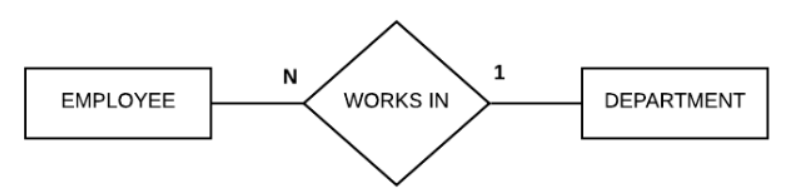 N
1
EMPLOYEE
WORKS IN
DEPARTMENT